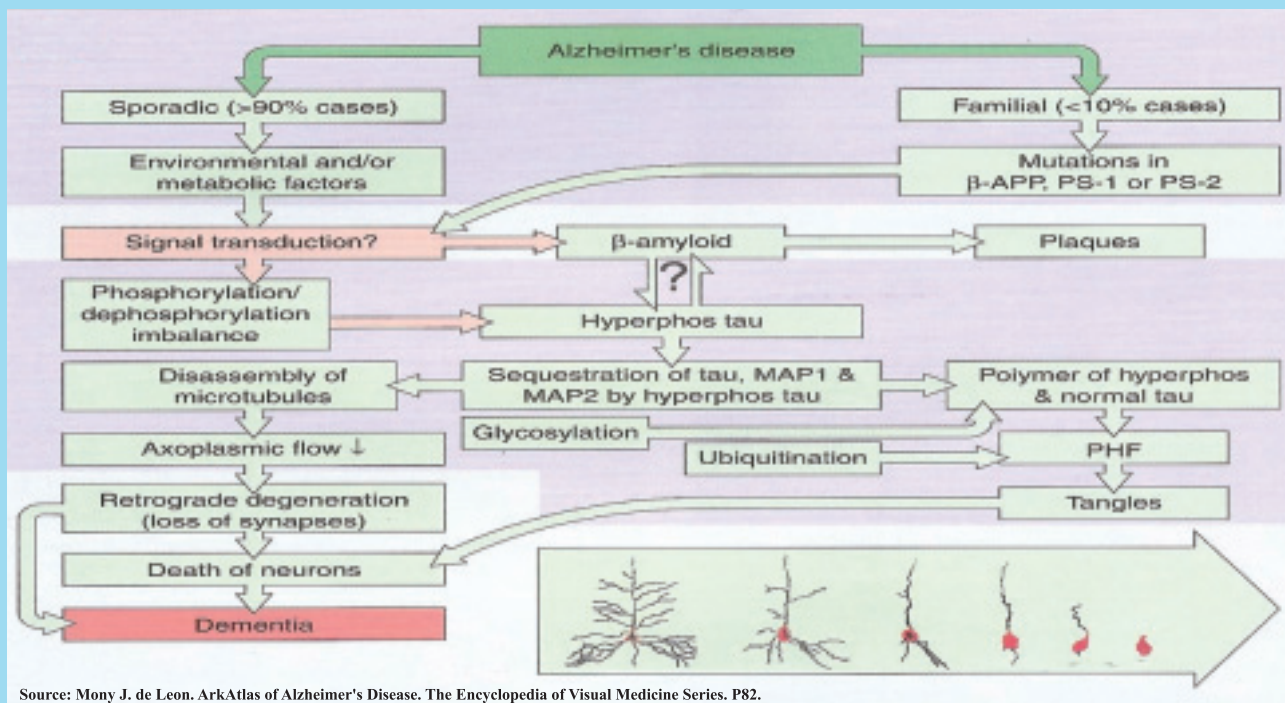 Alzheimer's disease
Sporadic (>90% cases)
Familial (<10% cases)
Environmental and/or
metabolic factors
Mutations in
β-APP, PS-1 or PS-2
Signal transduction?
β-amyloid
Plaques
?
Phosphorylation/
dephosphorylation
imbalance
Hyperphos tau
Disassembly of
microtubules
Sequestration of tau, MAP1 &
MAP2 by hyperphos tau
Polymer of hyperphos
& normal tau
Glycosylation
Axoplasmic flow ↓
Ubiquitination
PHF
Retrograde degeneration
(loss of synapses)
Tangles
Death of neurons
Dementia
Source: Mony J. de Leon. ArkAtlas of Alzheimer's Disease. The Encyclopedia of Visual Medicine Series. P82.